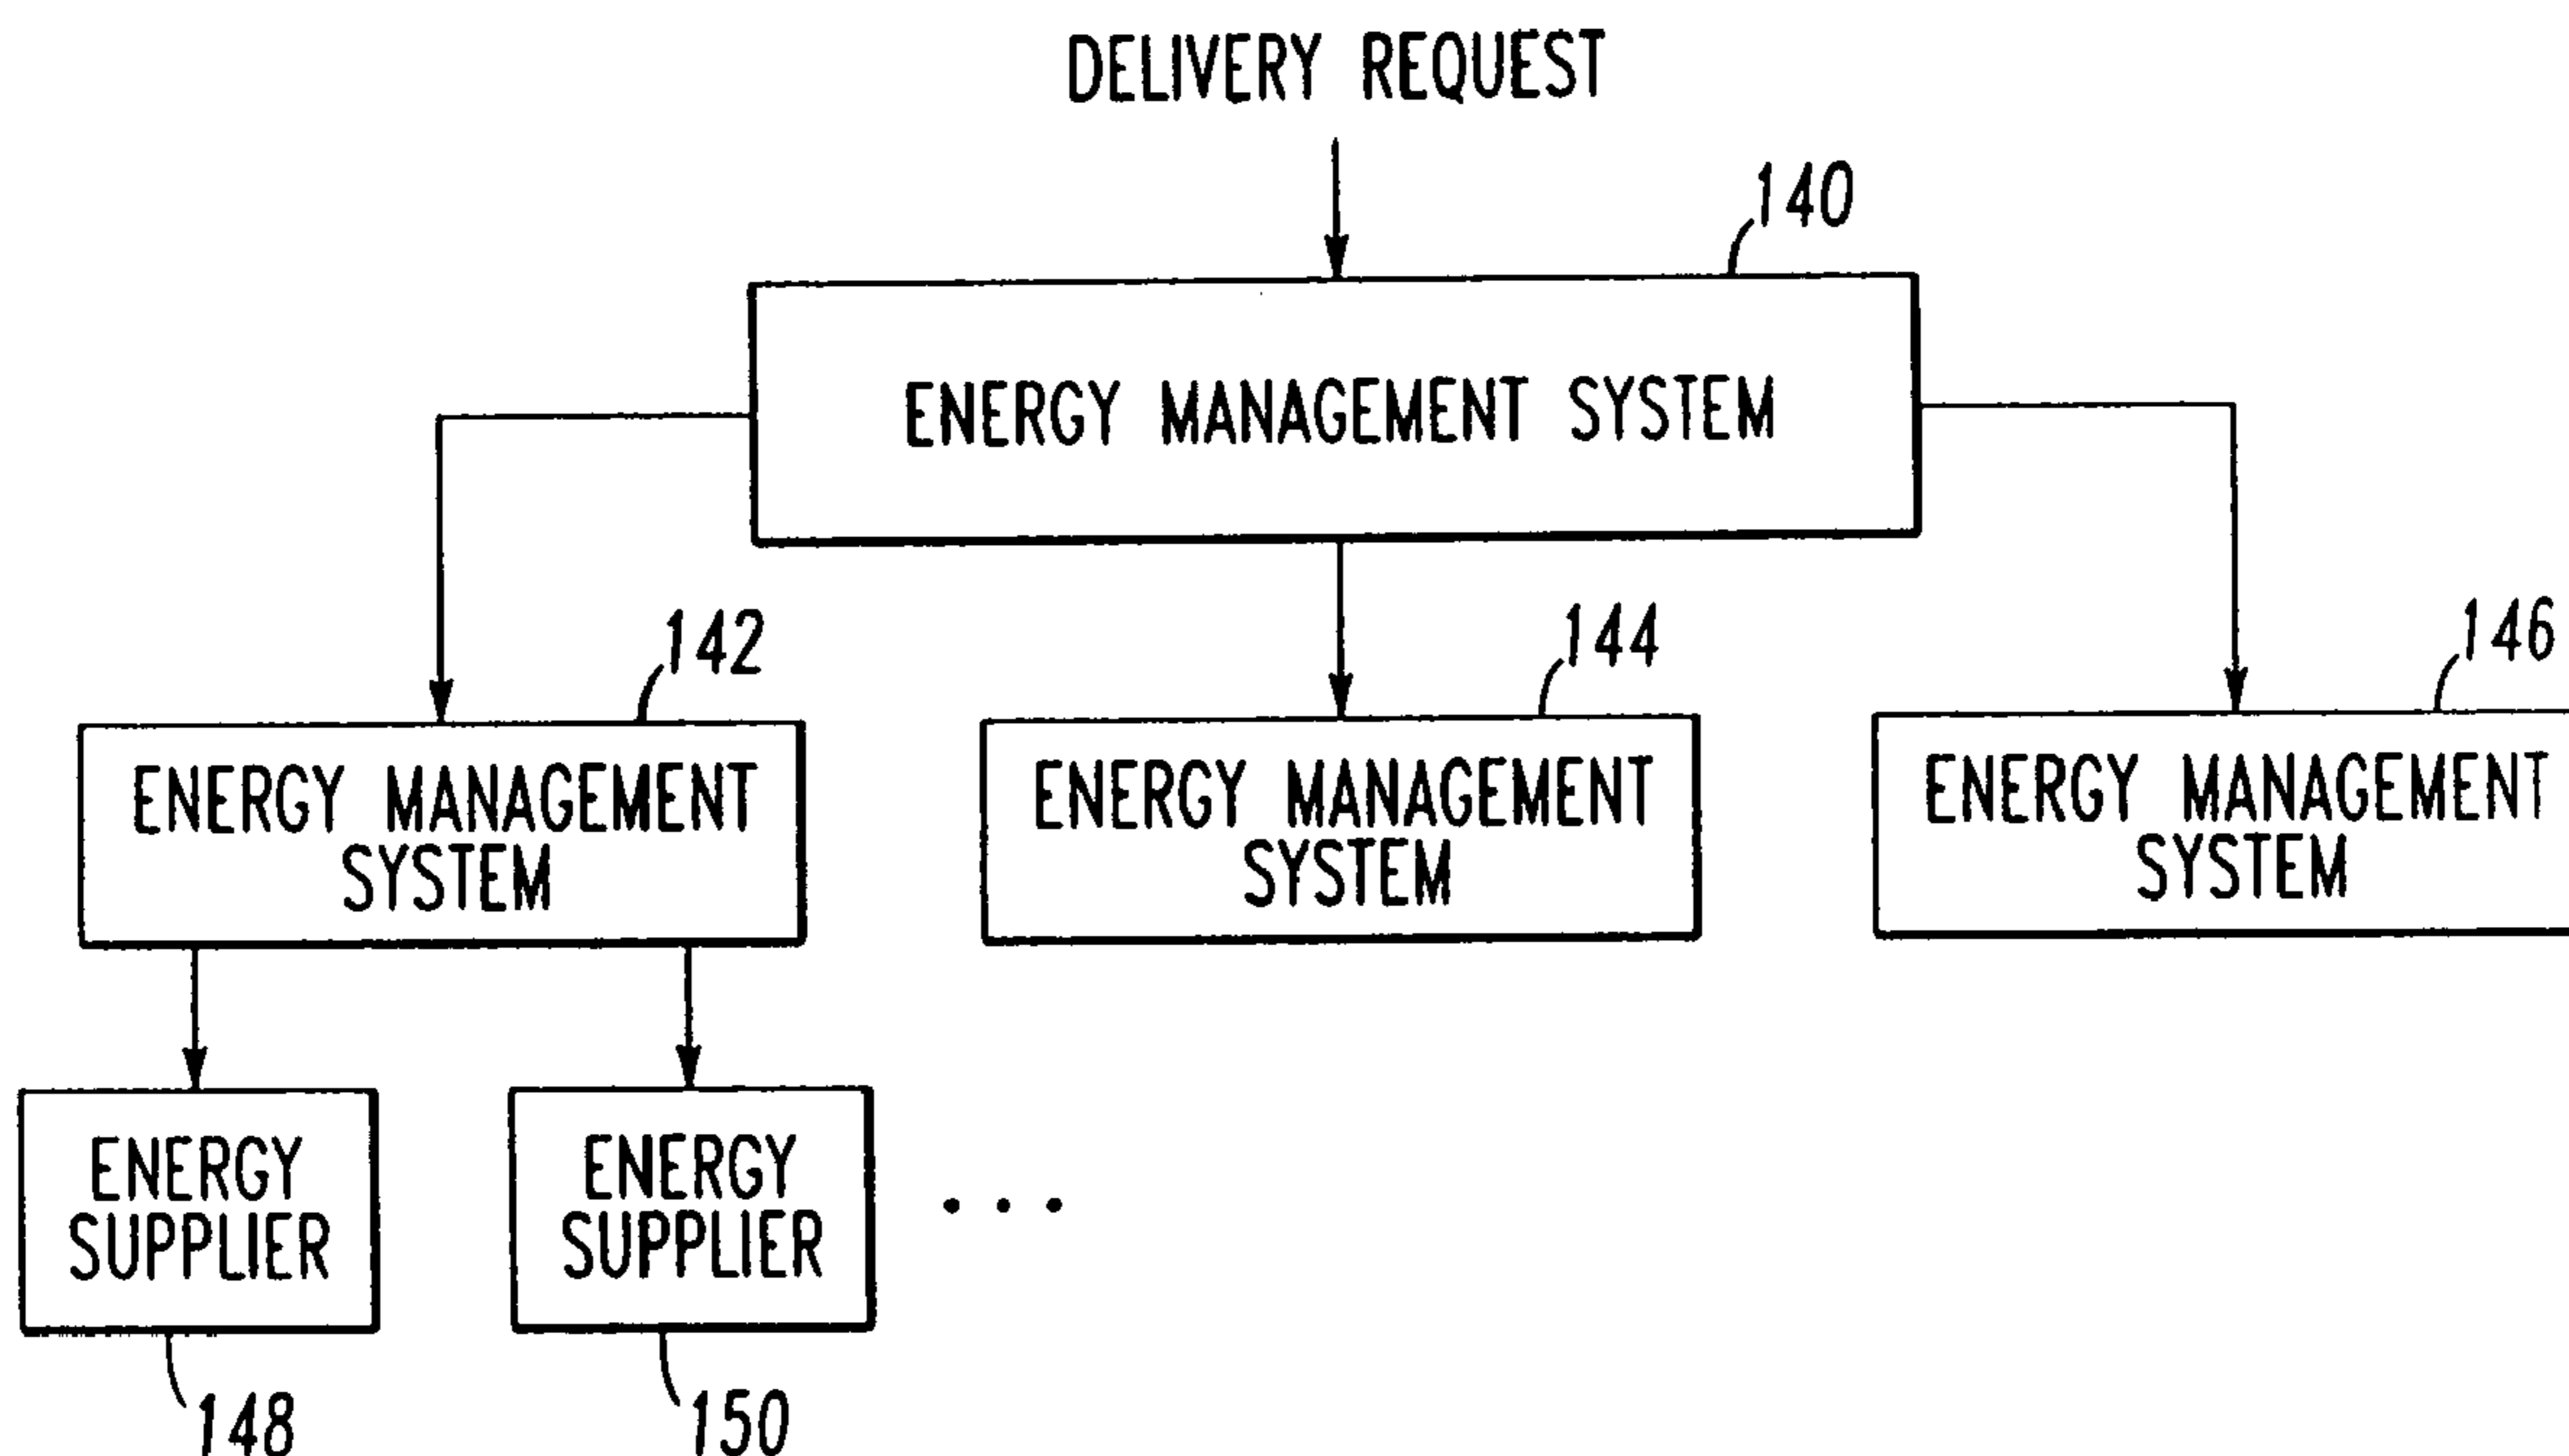 DELIVERY REQUEST
140
ENERGY MANAGEMENT SYSTEM
142
144
146
ENERGY MANAGEMENT
SYSTEM
ENERGY MANAGEMENT
SYSTEM
ENERGY MANAGEMENT
SYSTEM
ENERGY
SUPPLIER
ENERGY
SUPPLIER
. . .
148
150